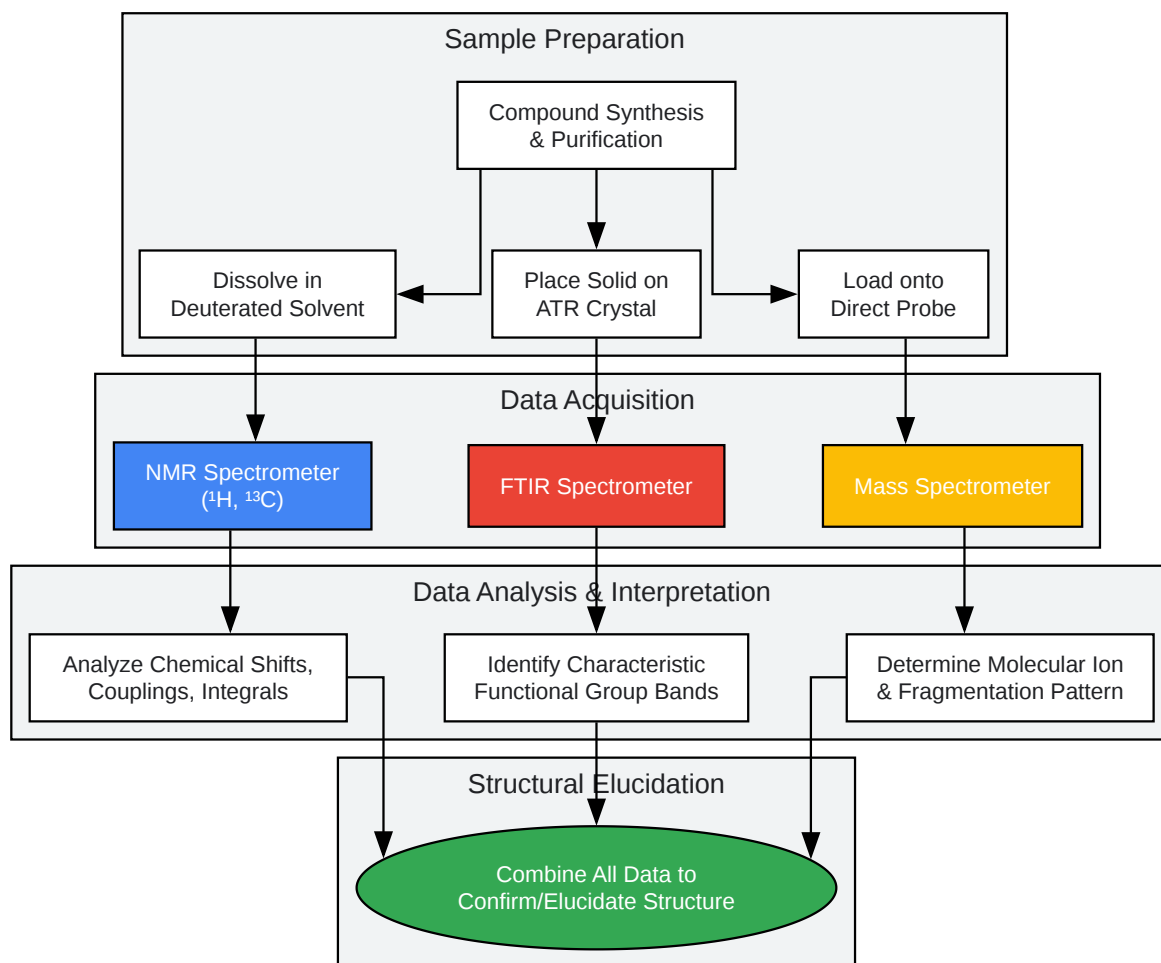 Sample Preparation
Compound Synthesis
& Purification
Dissolve in
Deuterated Solvent
Place Solid on
ATR Crystal
Load onto
Direct Probe
Data Acquisition
NMR Spectrometer
(¹H, ¹³C)
FTIR Spectrometer
Mass Spectrometer
Data Analysis & Interpretation
Analyze Chemical Shifts,
Couplings, Integrals
Identify Characteristic
Functional Group Bands
Determine Molecular Ion
& Fragmentation Pattern
Structural Elucidation
Combine All Data to
Confirm/Elucidate Structure